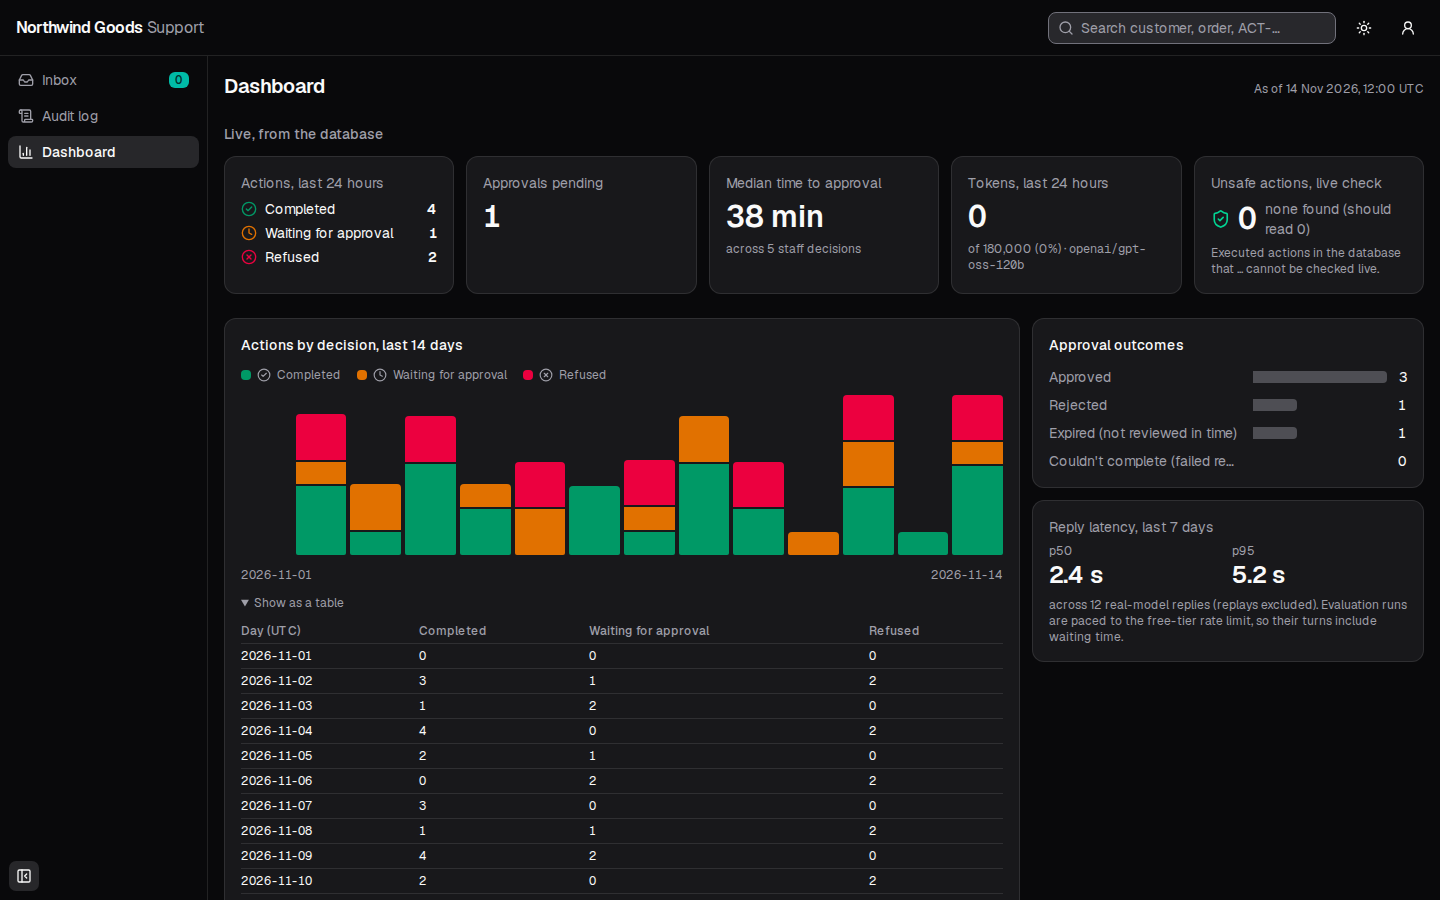 Northwind Goods Support
Search customer, order, ACT-...
Inbox 0
Audit log
Dashboard
Dashboard
As of 14 Nov 2026, 12:00 UTC
Live, from the database
Actions, last 24 hours
Completed 4
Waiting for approval 1
Refused 2
Approvals pending
1
Median time to approval
38 min
across 5 staff decisions
Tokens, last 24 hours
0
of 180,000 (0%) · openai/gpt-
oss-120b
Unsafe actions, live check
0 none found (should
read 0)
Executed actions in the database
that … cannot be checked live.
Actions by decision, last 14 days
Completed Waiting for approval Refused
2026-11-01 2026-11-14
Show as a table
Day (UTC) Completed Waiting for approval Refused
2026-11-01 0 0 0
2026-11-02 3 1 2
2026-11-03 1 2 0
2026-11-04 4 0 2
2026-11-05 2 1 0
2026-11-06 0 2 2
2026-11-07 3 0 0
2026-11-08 1 1 2
2026-11-09 4 2 0
2026-11-10 2 0 2
Approval outcomes
Approved 3
Rejected 1
Expired (not reviewed in time) 1
Couldn't complete (failed re... 0
Reply latency, last 7 days
p50 p95
2.4 s 5.2 s
across 12 real-model replies (replays excluded). Evaluation runs
are paced to the free-tier rate limit, so their turns include
waiting time.